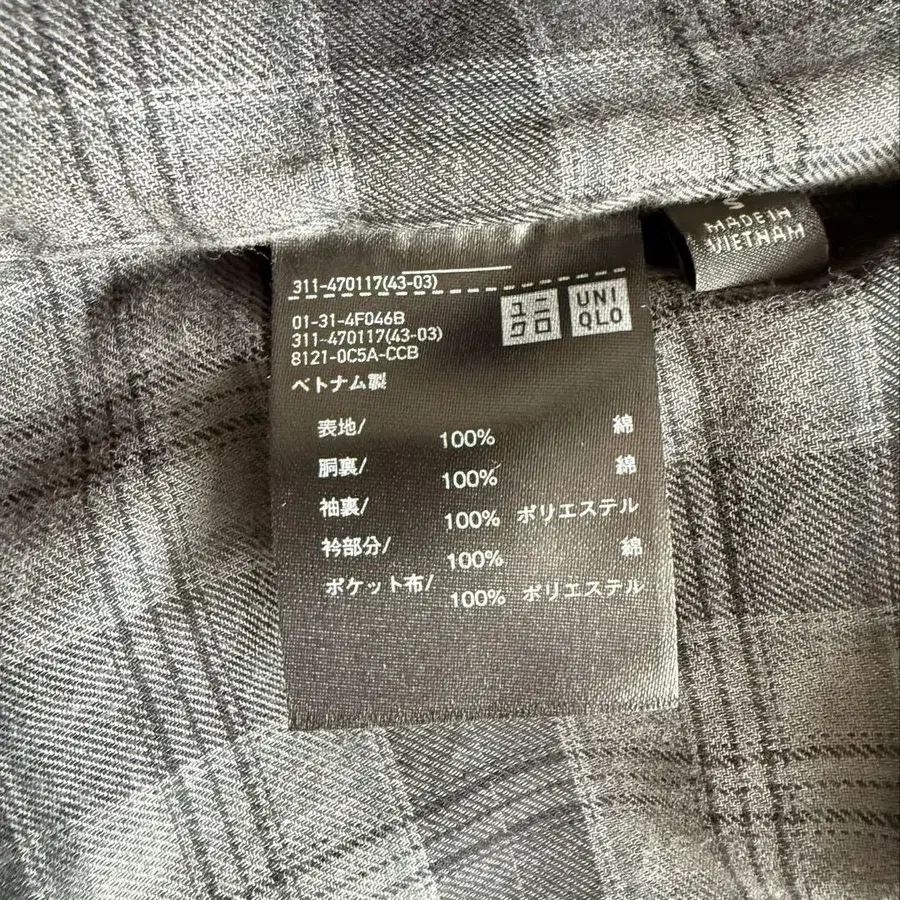 311-470117(43-03)
ユニ
クロ
UNI
QLO
01-31-4F046B
311-470117(43-03)
8121-0C5A-CCB
ベトナム製
表地/ 100% 綿
胴裏/ 100% 綿
袖裏/ 100% ポリエステル
衿部分/ 100% 綿
ポケット布/ 100% ポリエステル
MADE IN
VIETNAM